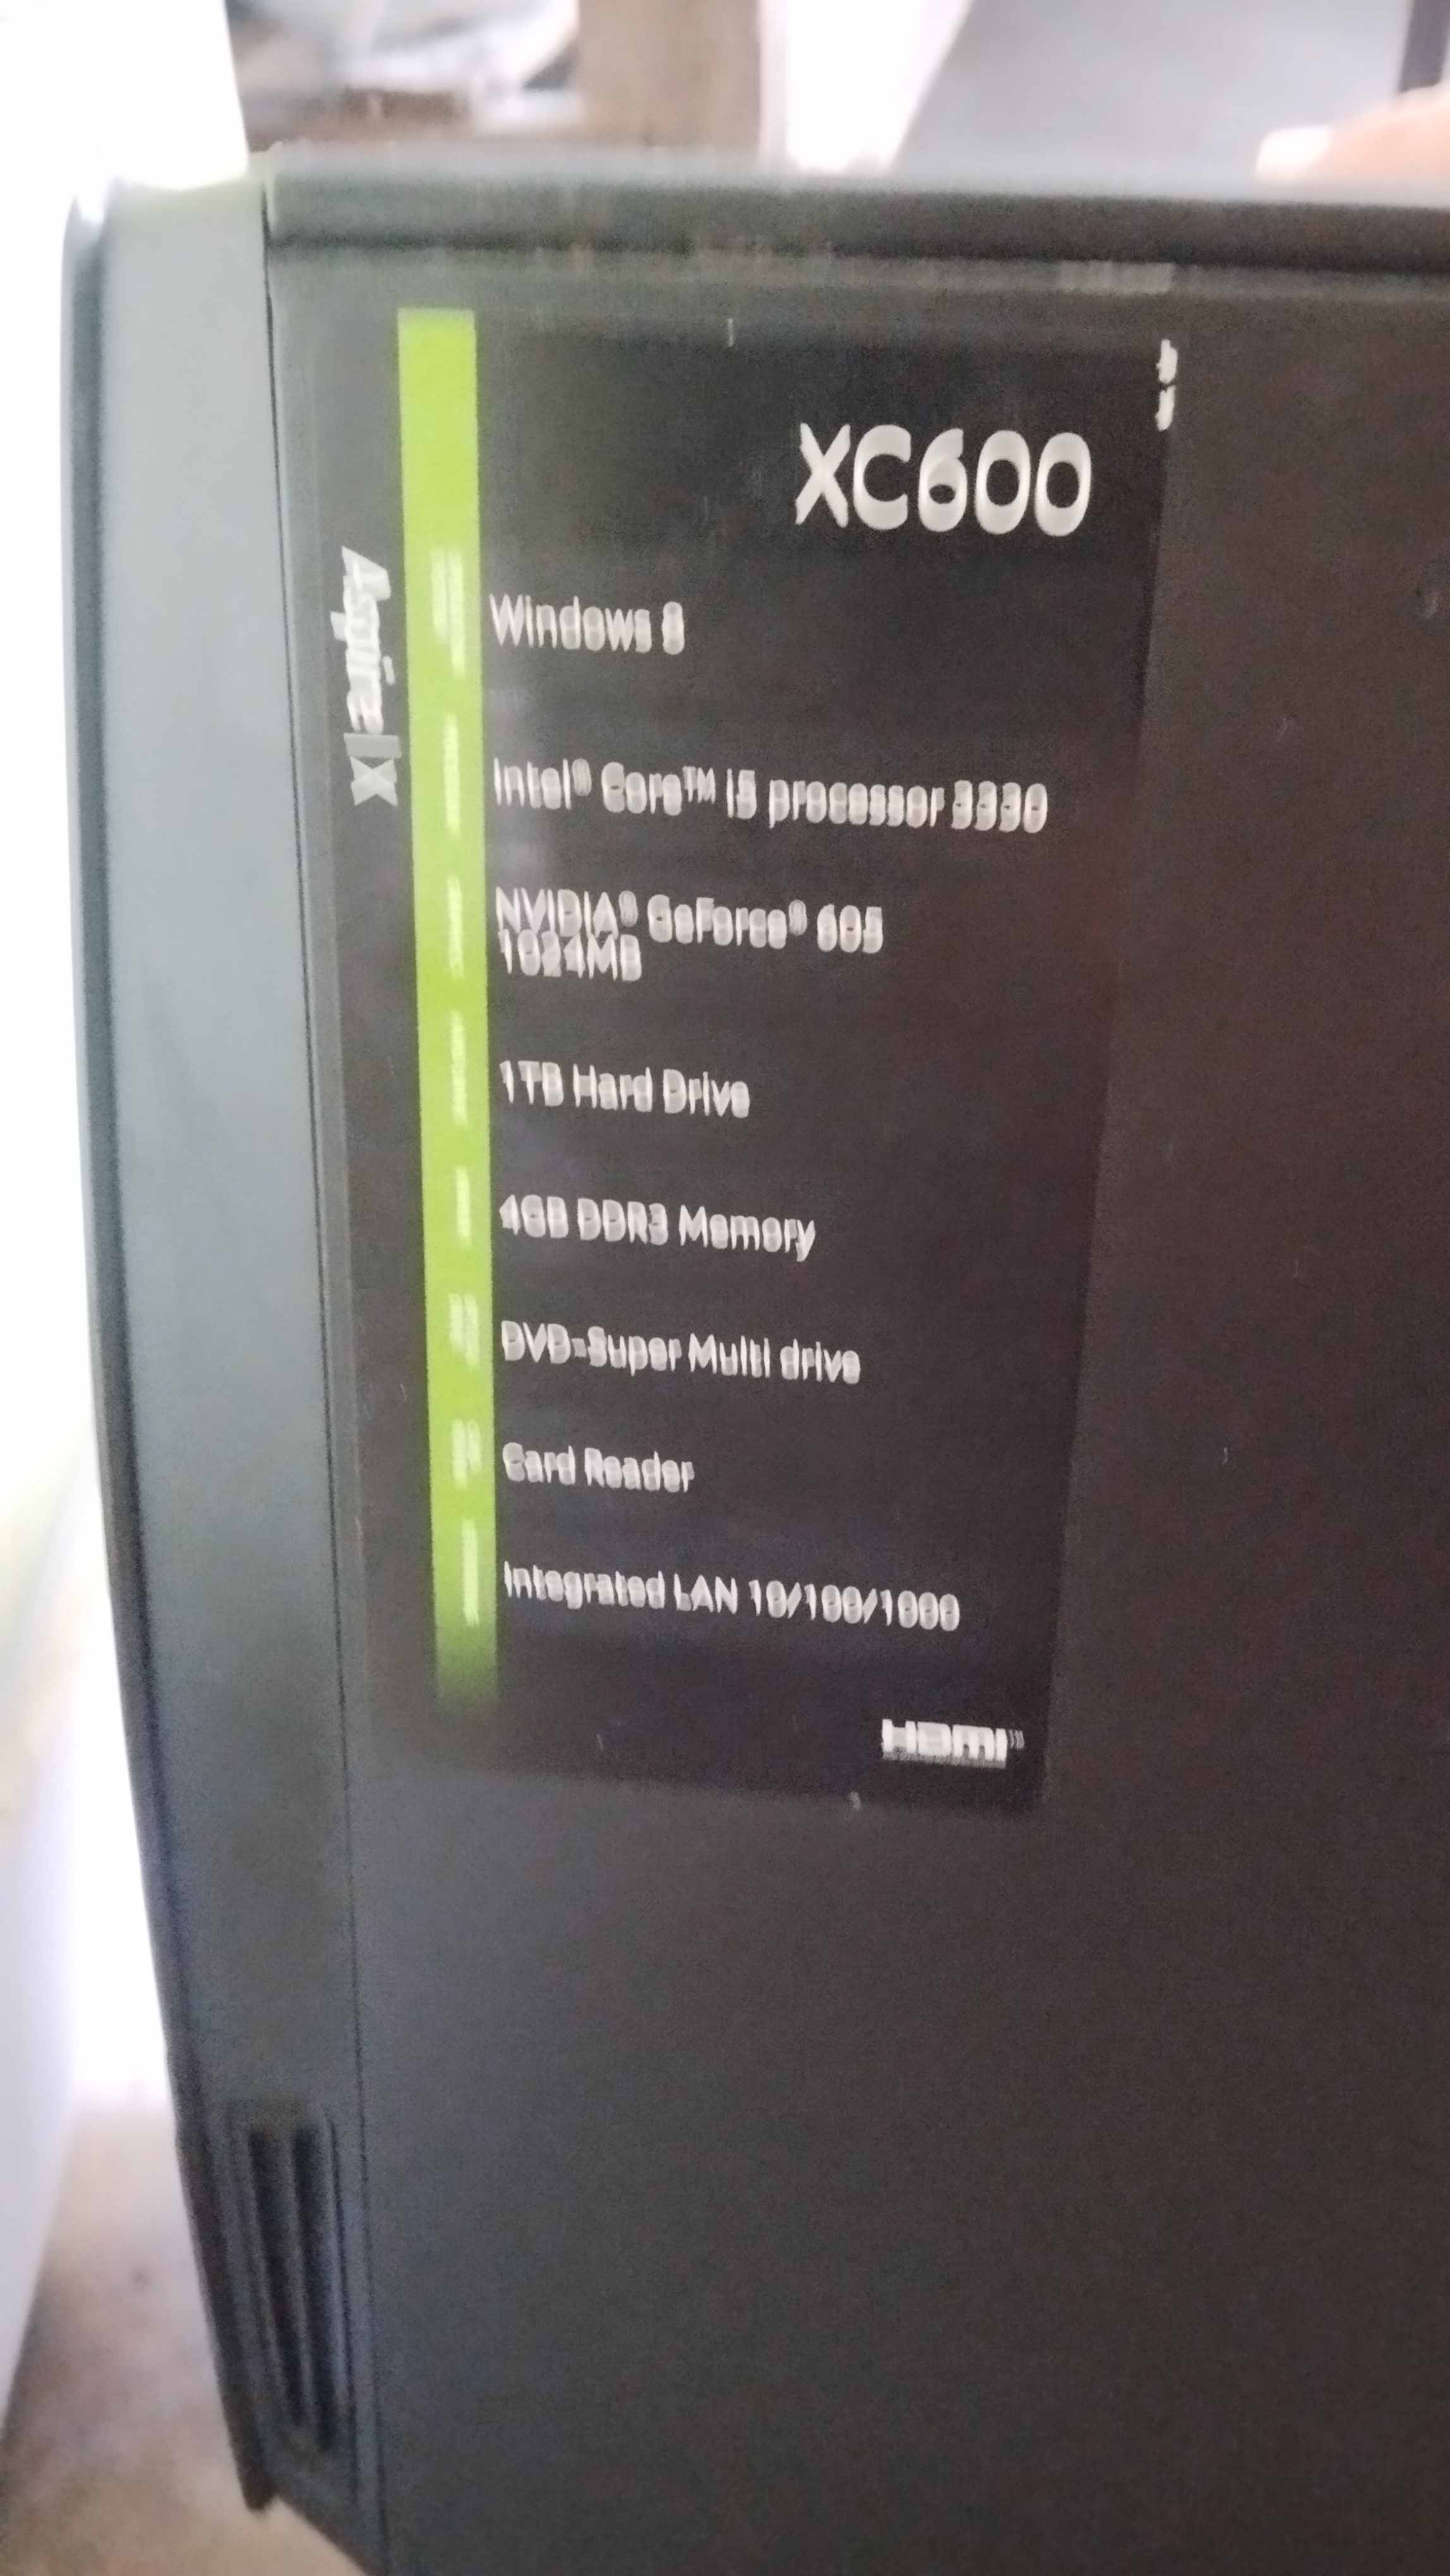 XC600
Aspire X
Windows 8
Intel® Core™ i5 processor 3330
NVIDIA® GeForce® 605
1024MB
1TB Hard Drive
4GB DDR3 Memory
DVD-Super Multi drive
Card Reader
Integrated LAN 10/100/1000
HDMI™